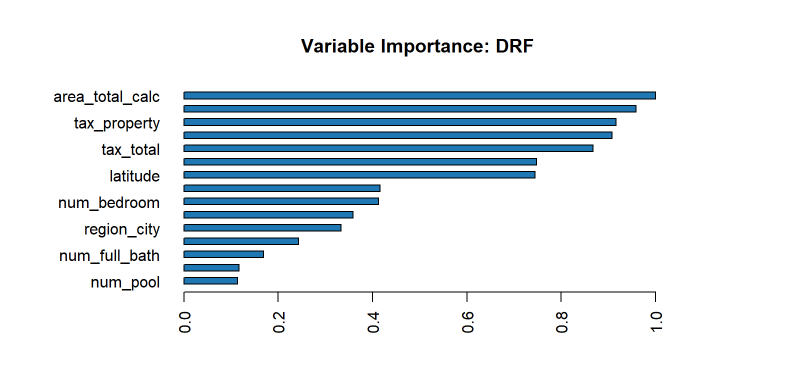 Variable Importance: DRF
area_total_calc
tax_property
tax_total
latitude
num_bedroom
region_city
num_full_bath
num_pool
0.0 0.2 0.4 0.6 0.8 1.0